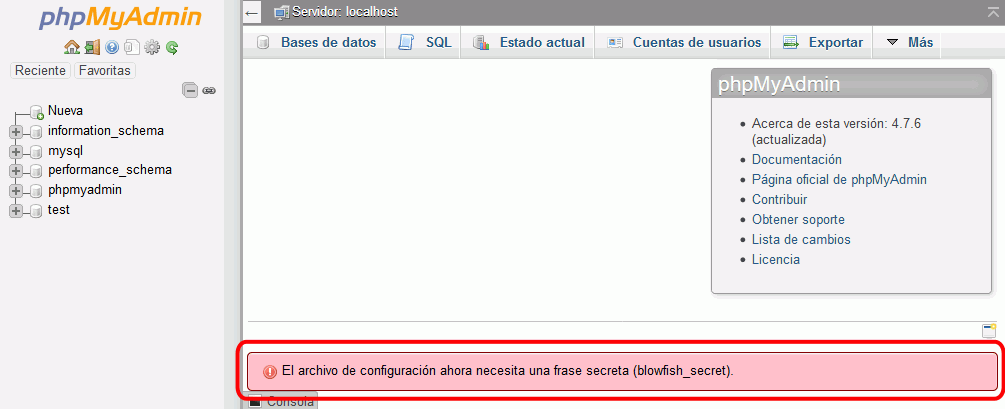 phpMyAdmin
Reciente Favoritas
Nueva
information_schema
mysql
performance_schema
phpmyadmin
test
Servidor: localhost
Bases de datos SQL Estado actual Cuentas de usuarios Exportar Más
phpMyAdmin
Acerca de esta versión: 4.7.6
(actualizada)
Documentación
Página oficial de phpMyAdmin
Contribuir
Obtener soporte
Lista de cambios
Licencia
El archivo de configuración ahora necesita una frase secreta (blowfish_secret).
Consola